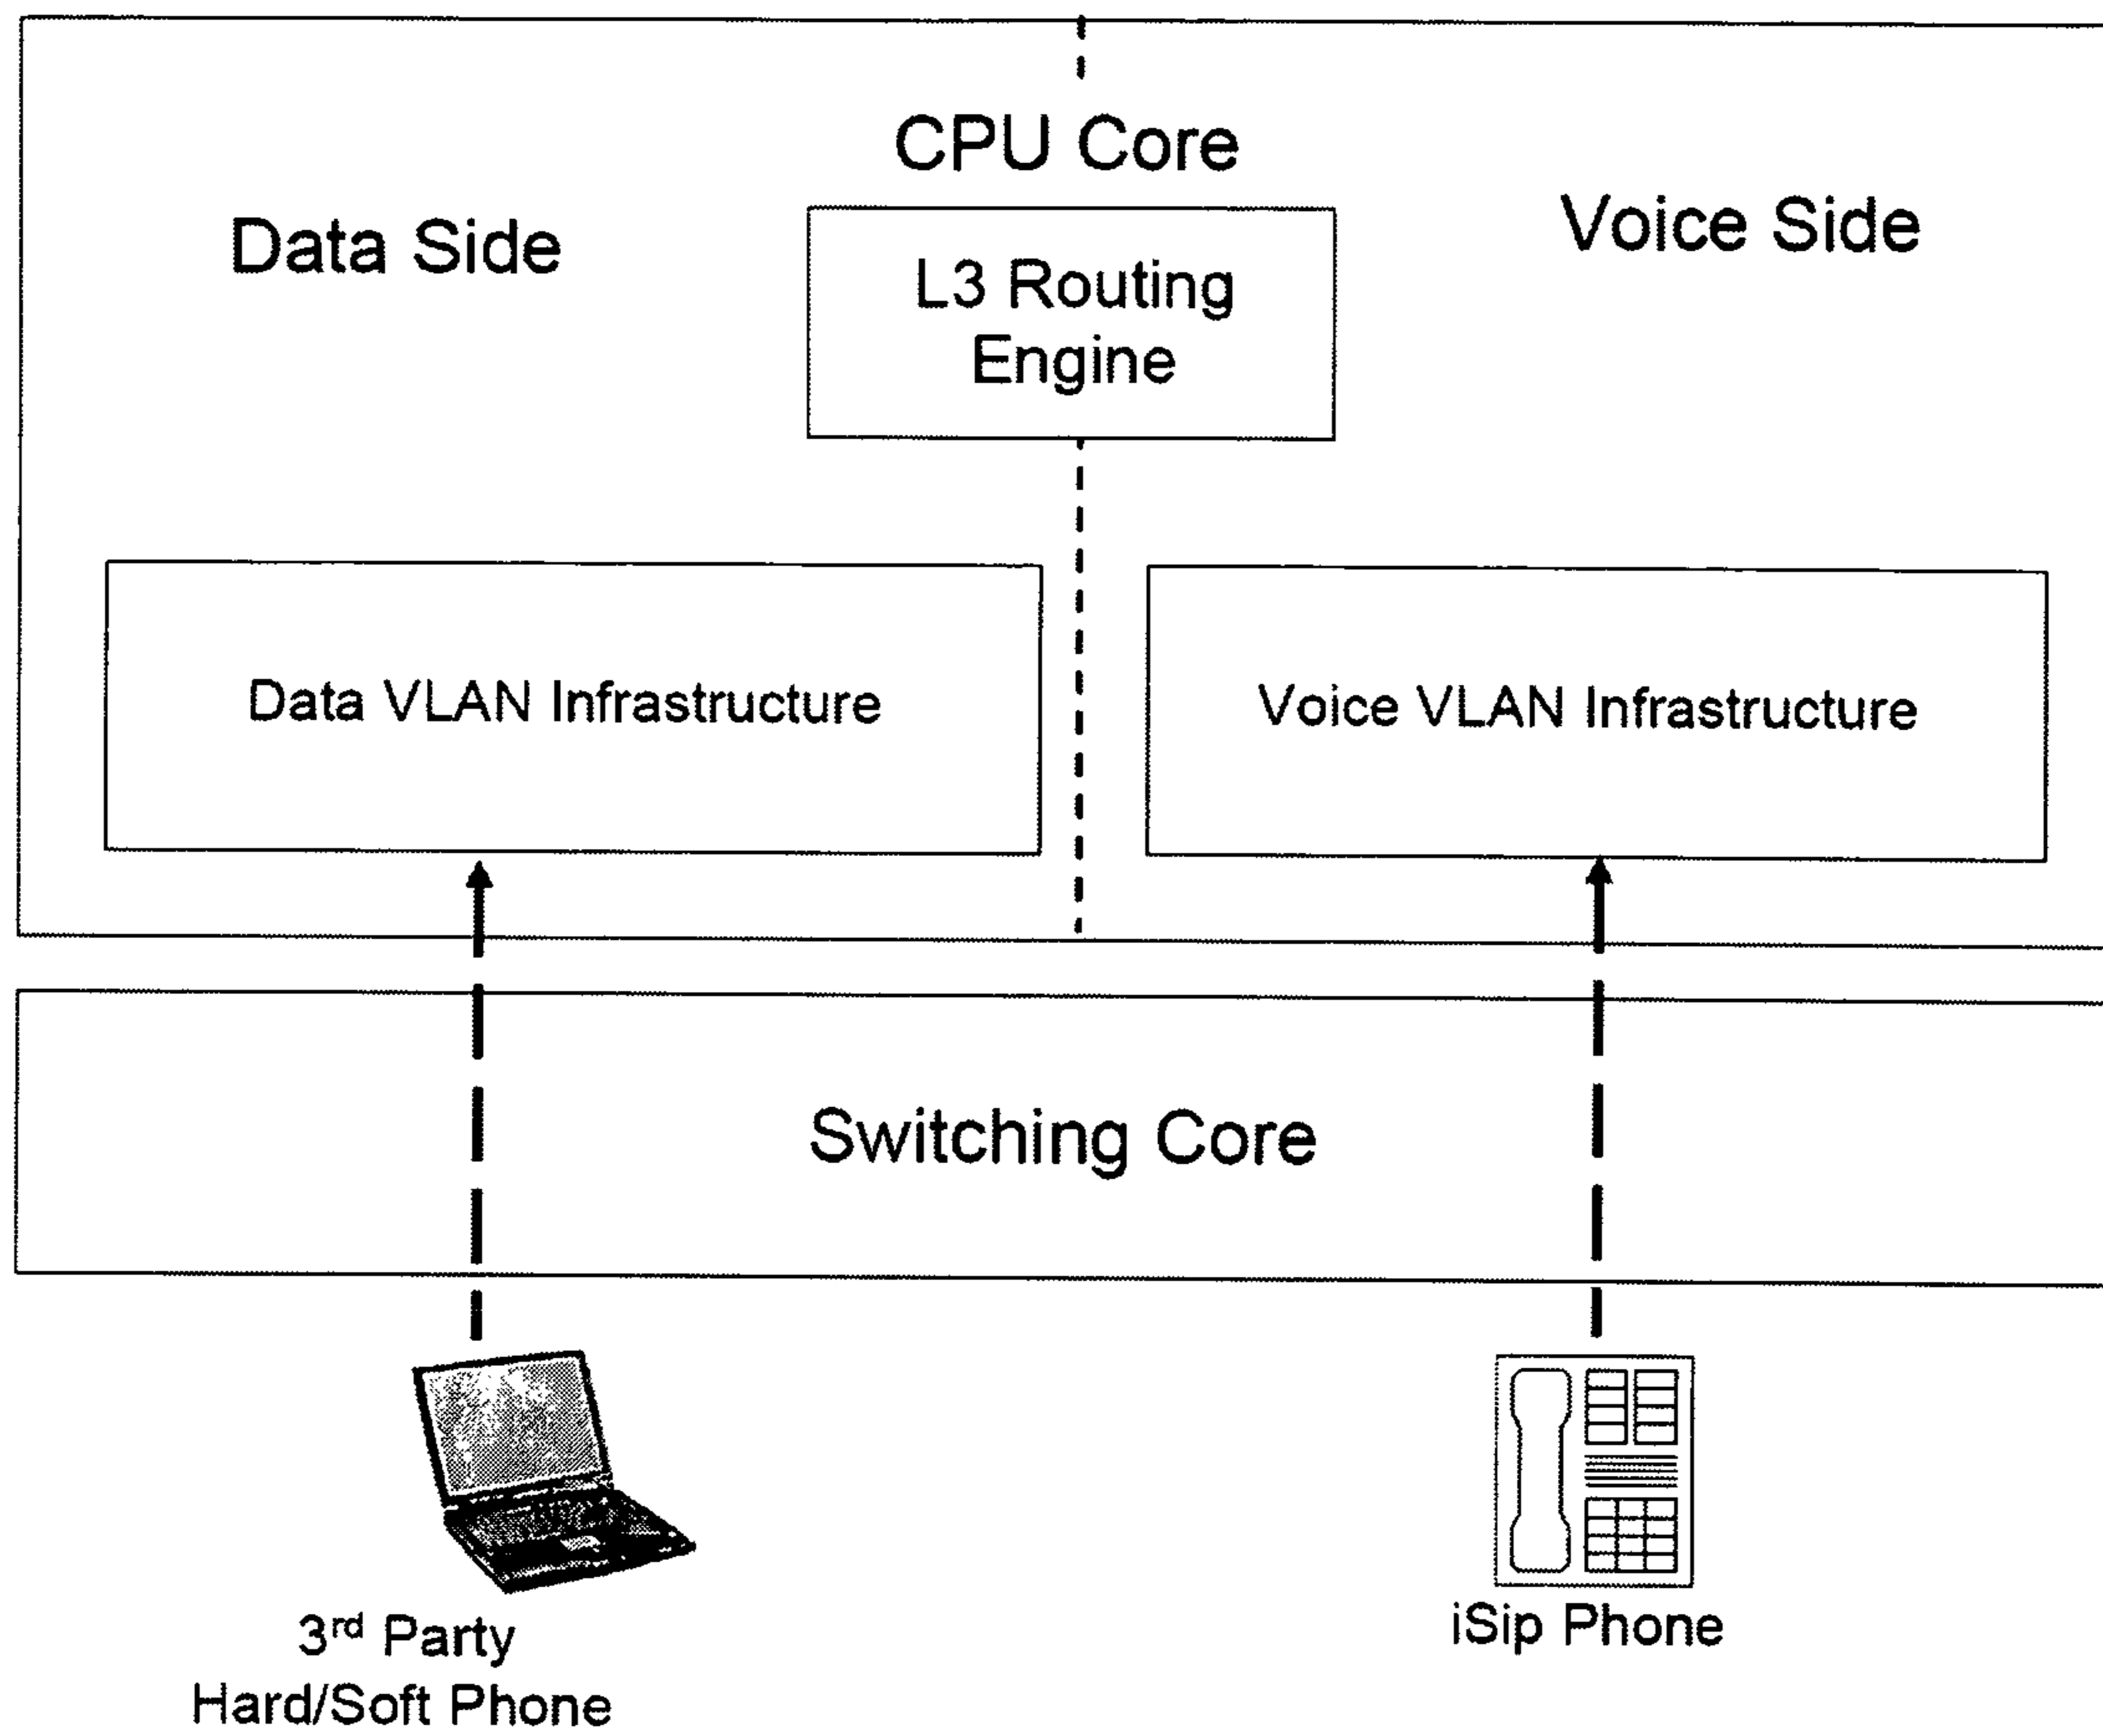 CPU Core
Data Side
Voice Side
L3 Routing
Engine
Data VLAN Infrastructure
Voice VLAN Infrastructure
Switching Core
3rd Party
Hard/Soft Phone
iSip Phone